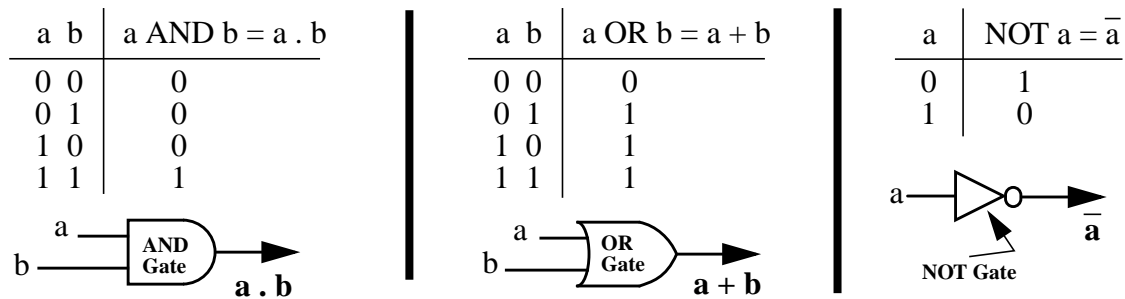 a b a AND b = a . b
0 0 0
0 1 0
1 0 0
1 1 1
a
b
AND
Gate
a . b
a b a OR b = a + b
0 0 0
0 1 1
1 0 1
1 1 1
a
b
OR
Gate
a + b
a NOT a = a̅
0 1
1 0
a
a̅
NOT Gate